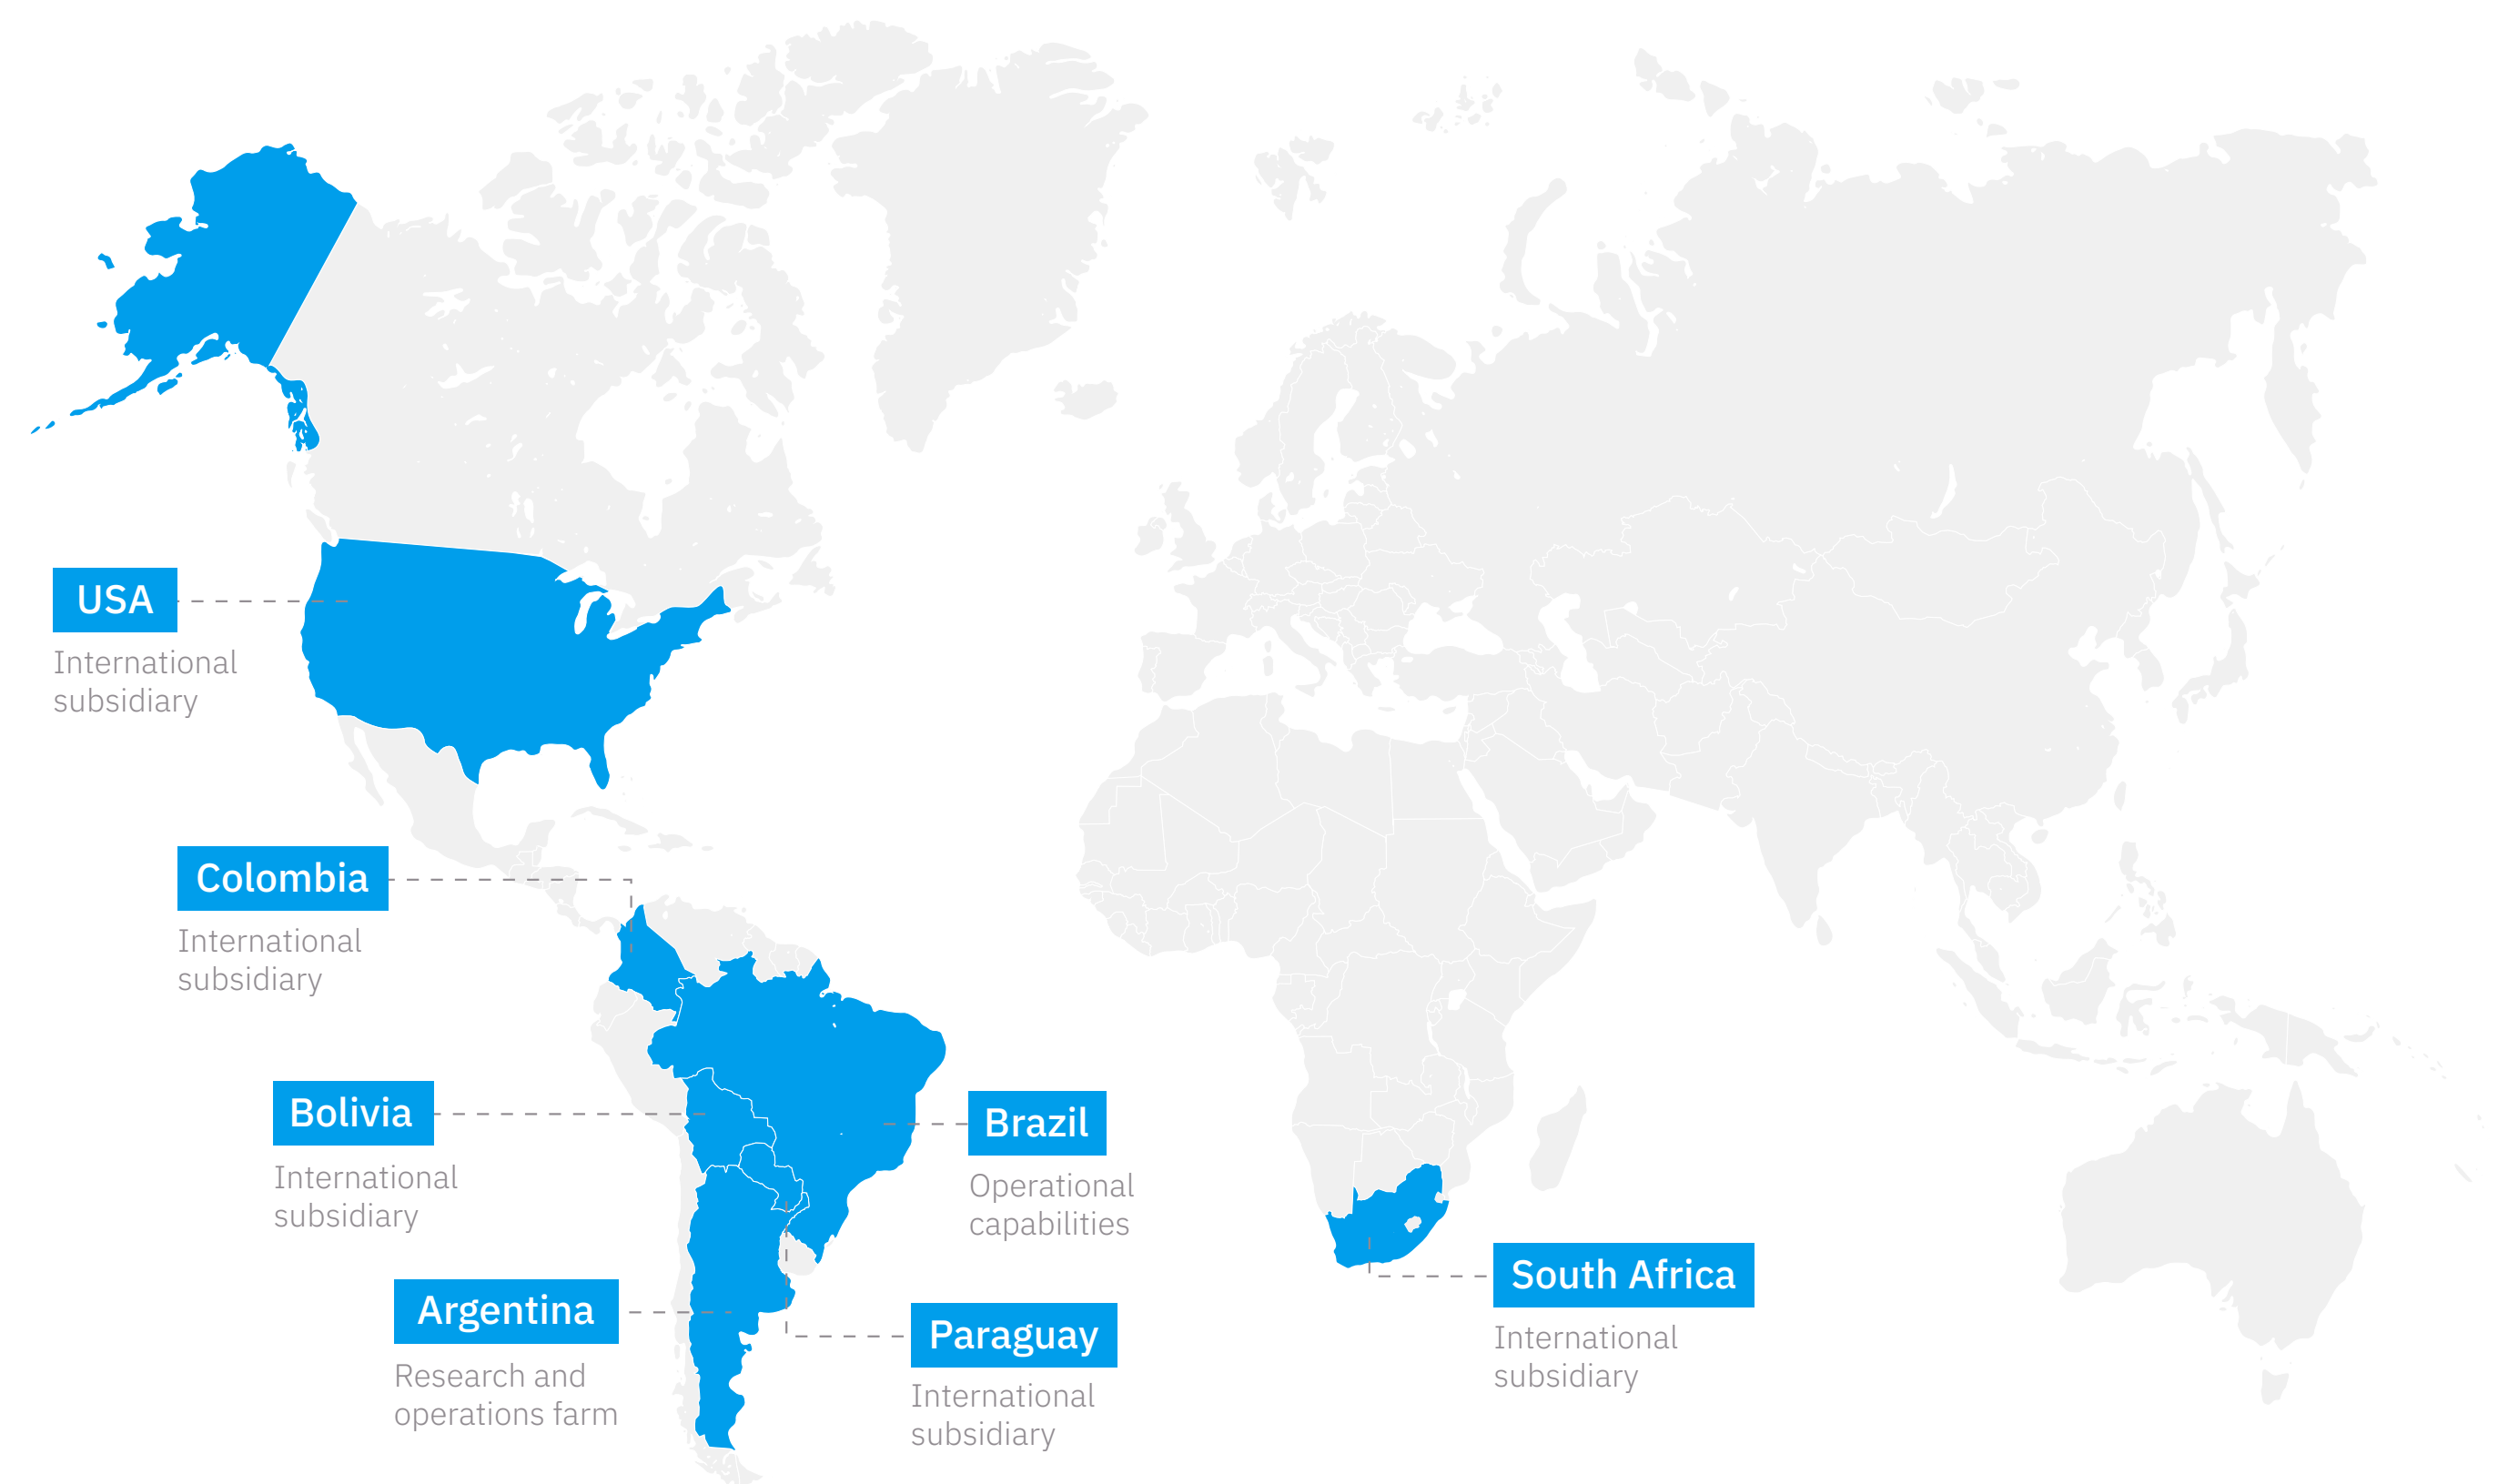 USA
International
subsidiary
Colombia
International
subsidiary
Bolivia
International
subsidiary
Brazil
Operational
capabilities
Argentina
Research and
operations farm
Paraguay
International
subsidiary
South Africa
International
subsidiary